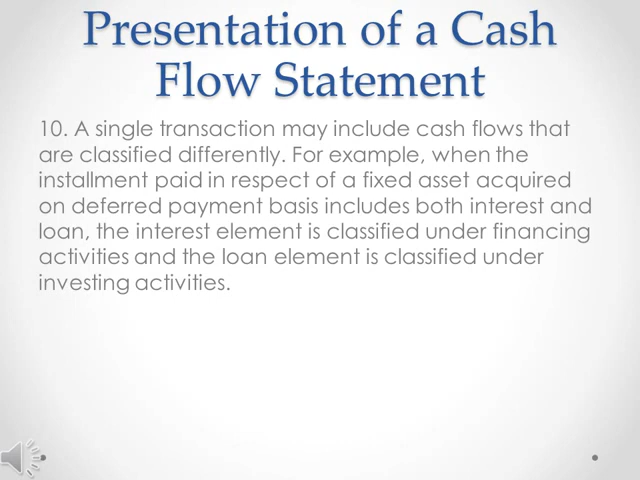 Presentation of a Cash
Flow Statement
10. A single transaction may include cash flows that
are classified differently. For example, when the
installment paid in respect of a fixed asset acquired
on deferred payment basis includes both interest and
loan, the interest element is classified under financing
activities and the loan element is classified under
investing activities.